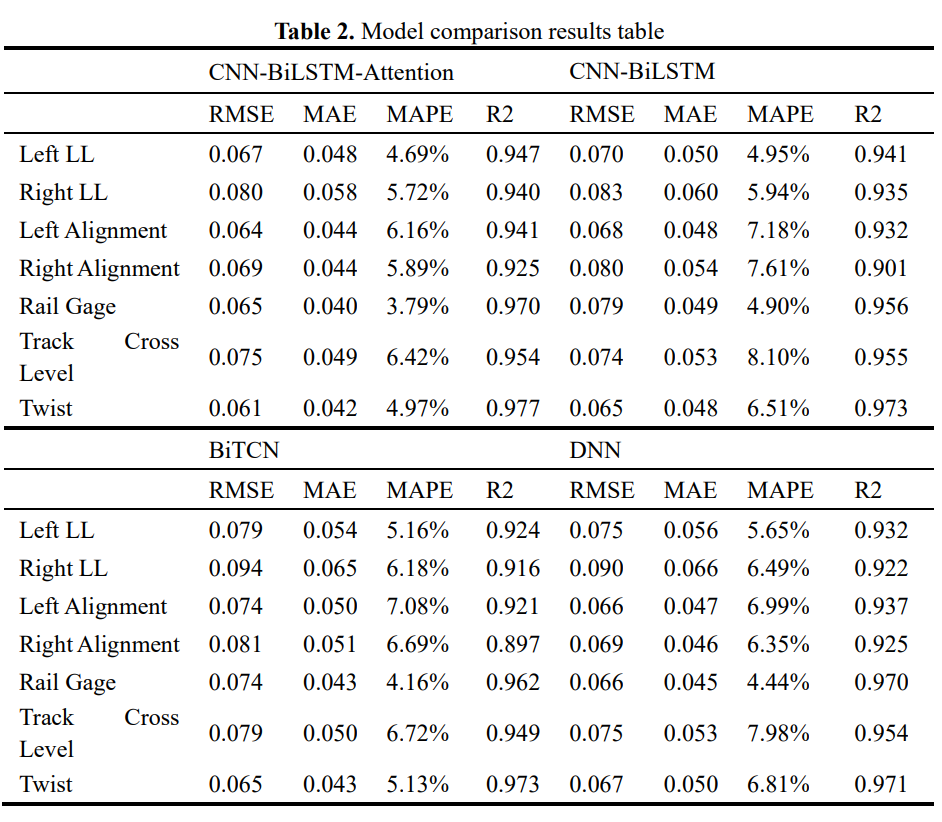 Table 2. Model comparison results table
CNN-BiLSTM-Attention CNN-BiLSTM
RMSE MAE MAPE R2 RMSE MAE MAPE R2
Left LL 0.067 0.048 4.69% 0.947 0.070 0.050 4.95% 0.941
Right LL 0.080 0.058 5.72% 0.940 0.083 0.060 5.94% 0.935
Left Alignment 0.064 0.044 6.16% 0.941 0.068 0.048 7.18% 0.932
Right Alignment 0.069 0.044 5.89% 0.925 0.080 0.054 7.61% 0.901
Rail Gage 0.065 0.040 3.79% 0.970 0.079 0.049 4.90% 0.956
Track Cross
Level 0.075 0.049 6.42% 0.954 0.074 0.053 8.10% 0.955
Twist 0.061 0.042 4.97% 0.977 0.065 0.048 6.51% 0.973
BiTCN DNN
RMSE MAE MAPE R2 RMSE MAE MAPE R2
Left LL 0.079 0.054 5.16% 0.924 0.075 0.056 5.65% 0.932
Right LL 0.094 0.065 6.18% 0.916 0.090 0.066 6.49% 0.922
Left Alignment 0.074 0.050 7.08% 0.921 0.066 0.047 6.99% 0.937
Right Alignment 0.081 0.051 6.69% 0.897 0.069 0.046 6.35% 0.925
Rail Gage 0.074 0.043 4.16% 0.962 0.066 0.045 4.44% 0.970
Track Cross
Level 0.079 0.050 6.72% 0.949 0.075 0.053 7.98% 0.954
Twist 0.065 0.043 5.13% 0.973 0.067 0.050 6.81% 0.971